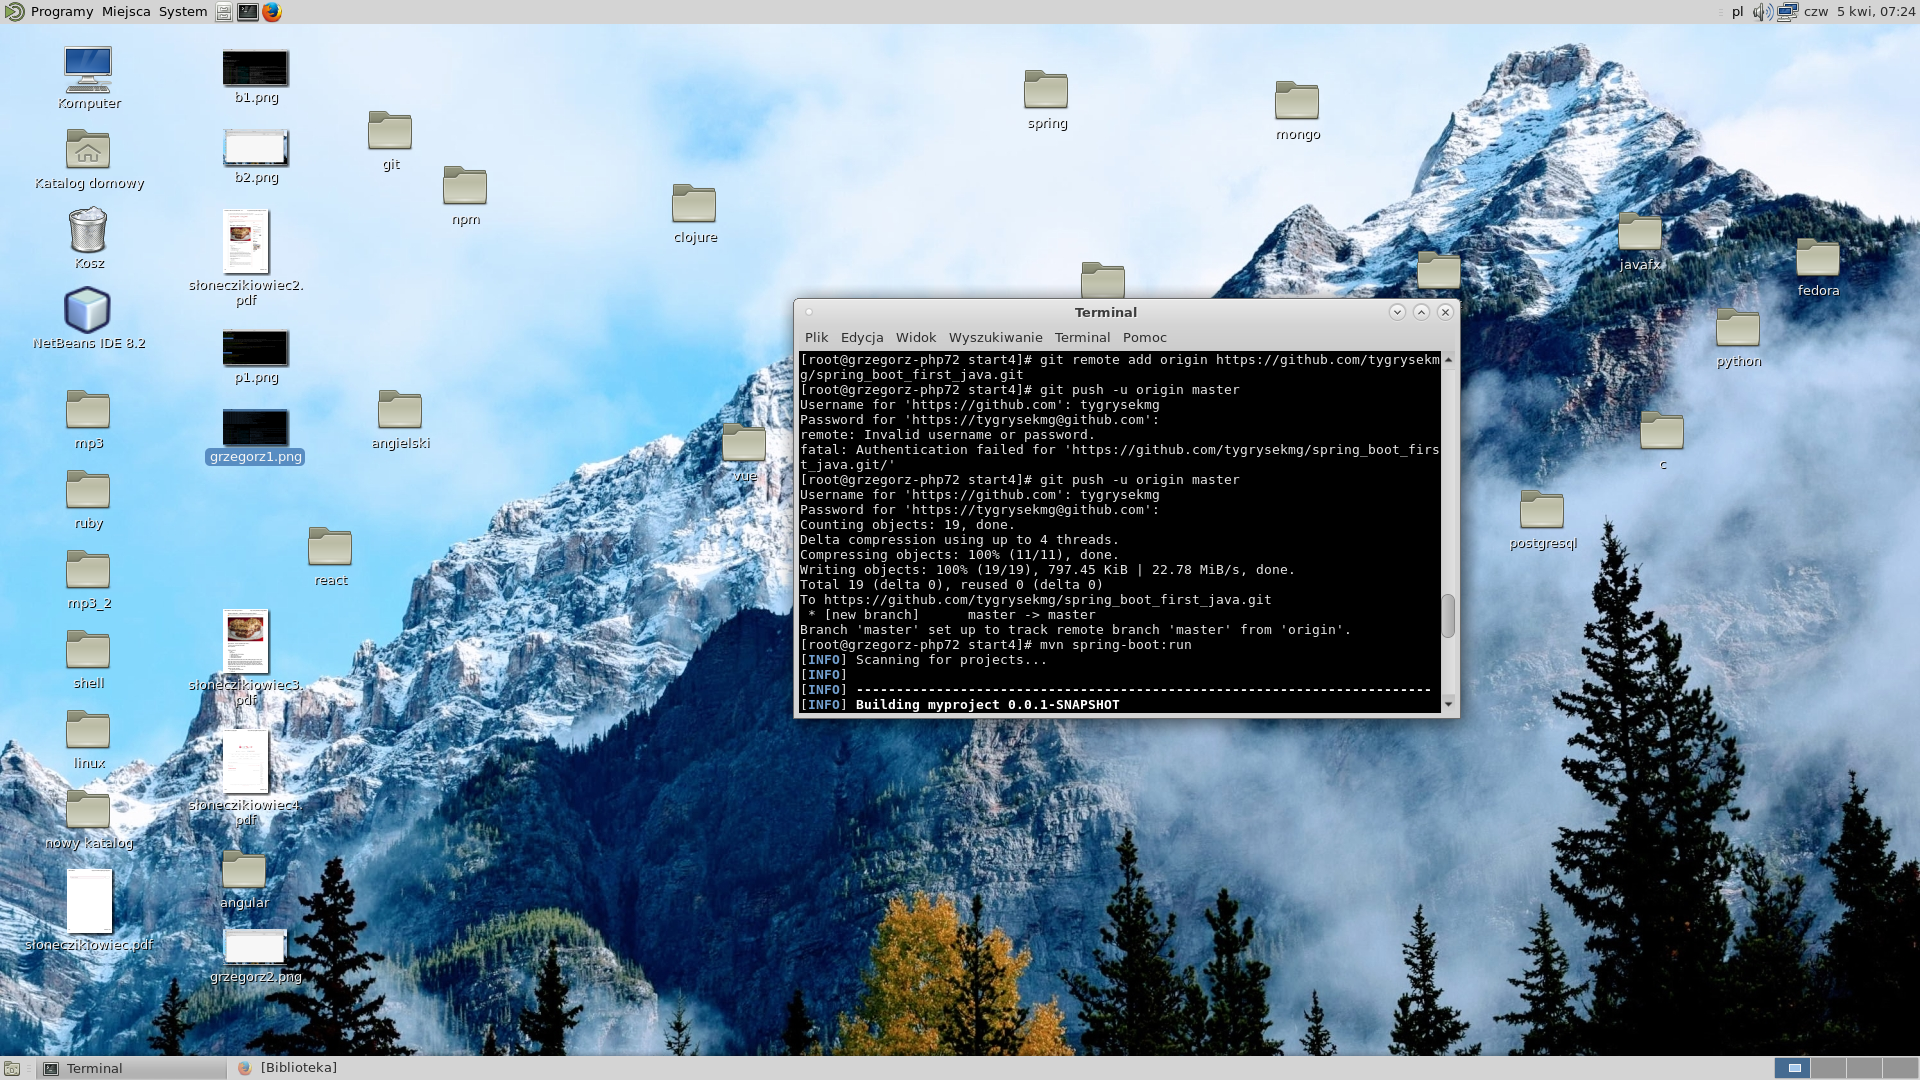 Programy Miejsca System
pl
czw 5 kwi, 07:24
Komputer
Katalog domowy
Kosz
NetBeans IDE 8.2
mp3
ruby
mp3_2
shell
linux
nowy katalog
słoneczikiowiec.pdf
b1.png
b2.png
słoneczikiowiec2.
pdf
p1.png
grzegorz1.png
słoneczikiowiec3.
pdf
słoneczikiowiec4.
pdf
angular
grzegorz2.png
git
npm
angielski
react
clojure
vue
spring
mongo
javafx
fedora
python
c
postgresql
Terminal
Plik Edycja Widok Wyszukiwanie Terminal Pomoc
[root@grzegorz-php72 start4]# git remote add origin https://github.com/tygrysekm
g/spring_boot_first_java.git
[root@grzegorz-php72 start4]# git push -u origin master
Username for 'https://github.com': tygrysekmg
Password for 'https://tygrysekmg@github.com':
remote: Invalid username or password.
fatal: Authentication failed for 'https://github.com/tygrysekmg/spring_boot_firs
t_java.git/'
[root@grzegorz-php72 start4]# git push -u origin master
Username for 'https://github.com': tygrysekmg
Password for 'https://tygrysekmg@github.com':
Counting objects: 19, done.
Delta compression using up to 4 threads.
Compressing objects: 100% (11/11), done.
Writing objects: 100% (19/19), 797.45 KiB | 22.78 MiB/s, done.
Total 19 (delta 0), reused 0 (delta 0)
To https://github.com/tygrysekmg/spring_boot_first_java.git
 * [new branch]      master -> master
Branch 'master' set up to track remote branch 'master' from 'origin'.
[root@grzegorz-php72 start4]# mvn spring-boot:run
[INFO] Scanning for projects...
[INFO]
[INFO] ------------------------------------------------------------------------
[INFO] Building myproject 0.0.1-SNAPSHOT
Terminal
[Biblioteka]